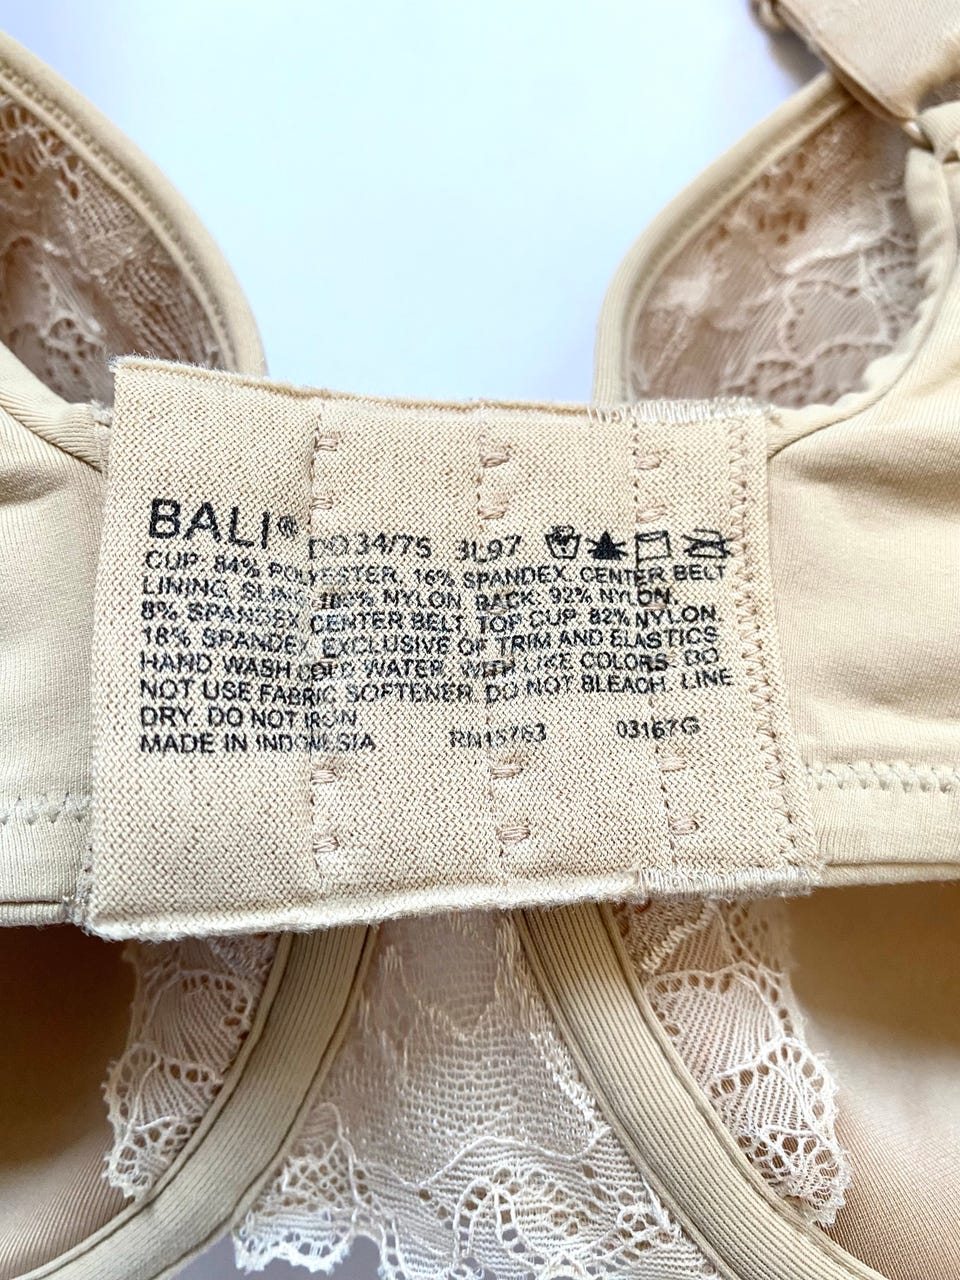 BALI® DD34/75 3L97
CUP: 84% POLYESTER, 16% SPANDEX. CENTER BELT
LINING, SLING: 100% NYLON. BACK: 92% NYLON,
8% SPANDEX. CENTER BELT, TOP CUP: 82% NYLON,
18% SPANDEX. EXCLUSIVE OF TRIM AND ELASTICS.
HAND WASH COLD WATER, WITH LIKE COLORS. DO
NOT USE FABRIC SOFTENER. DO NOT BLEACH. LINE
DRY. DO NOT IRON
MADE IN INDONESIA RN15763 03167G